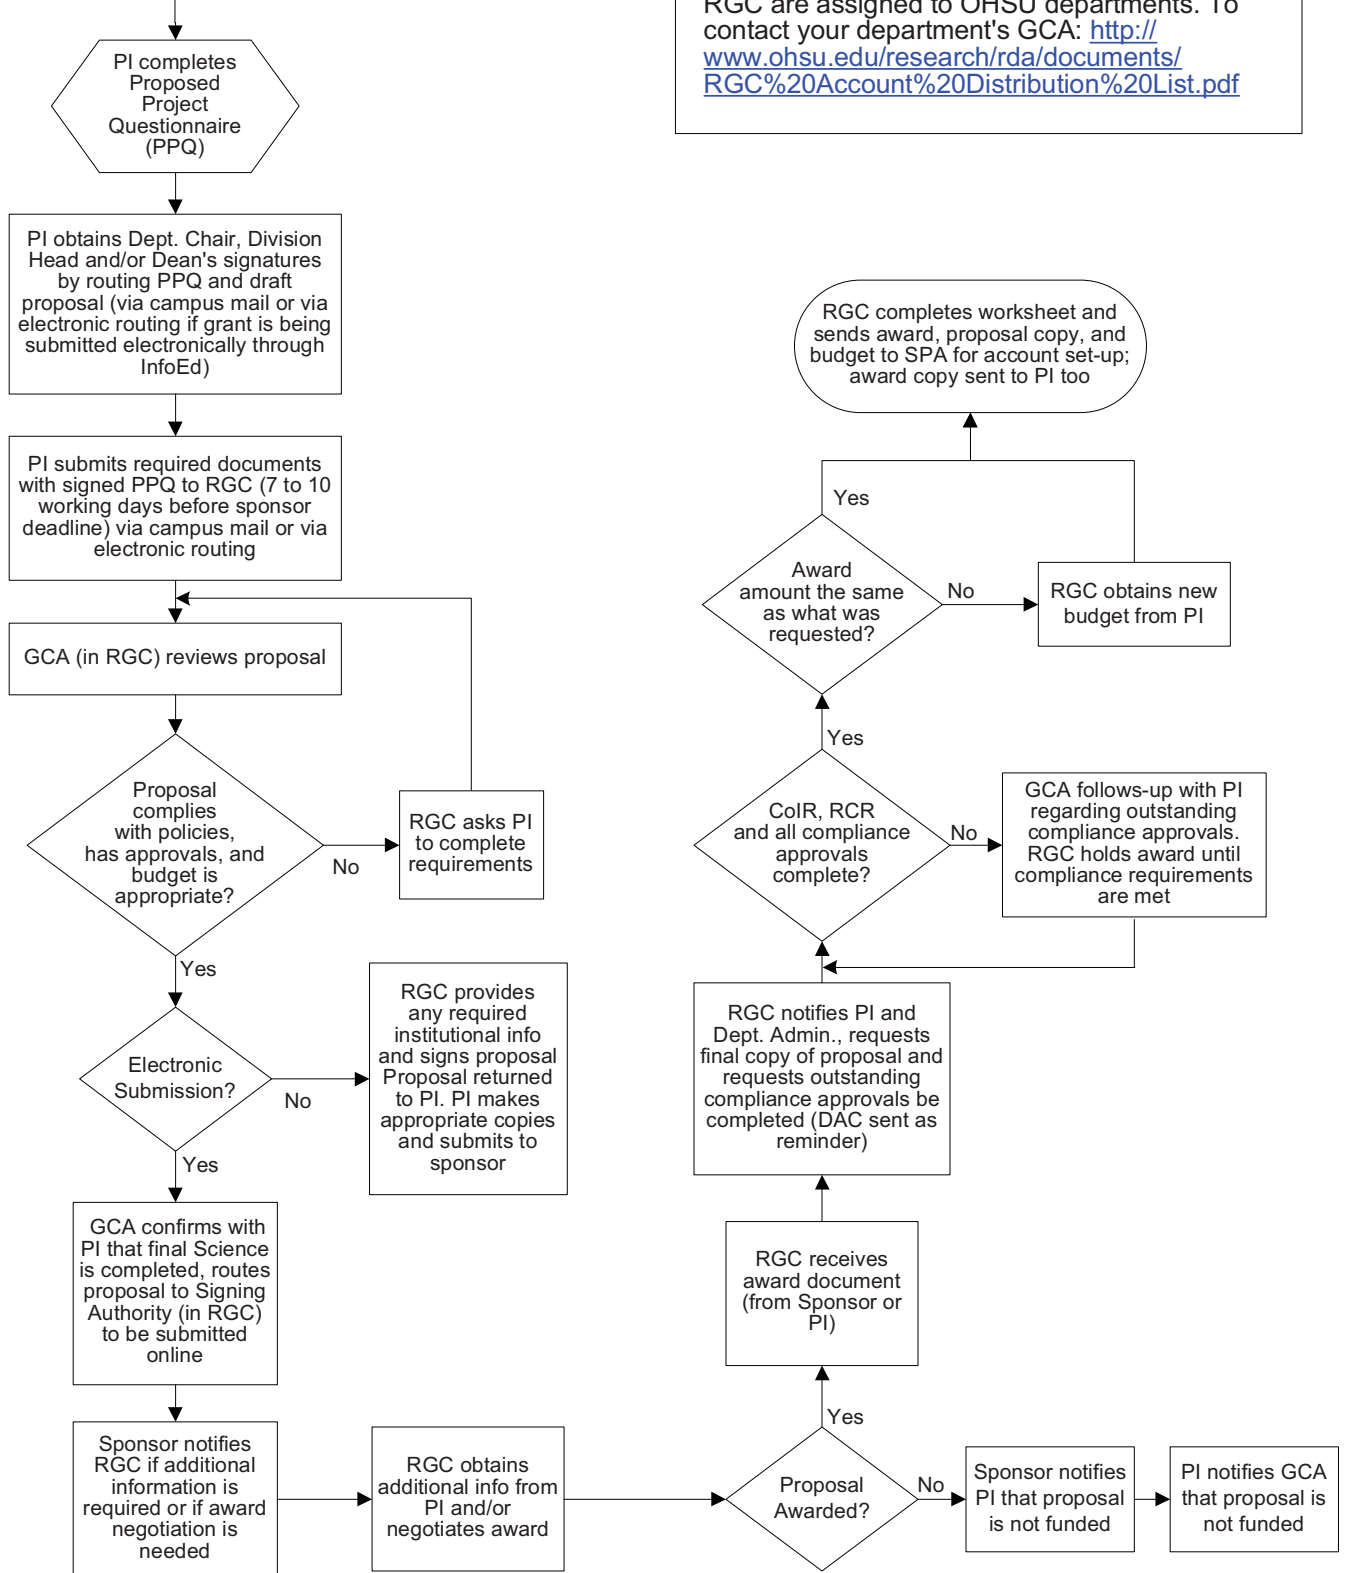 RGC are assigned to OHSU departments. To
contact your department's GCA: http://
www.ohsu.edu/research/rda/documents/
RGC%20Account%20Distribution%20List.pdf
PI completes
Proposed
Project
Questionnaire
(PPQ)
PI obtains Dept. Chair, Division
Head and/or Dean's signatures
by routing PPQ and draft
proposal (via campus mail or via
electronic routing if grant is being
submitted electronically through
InfoEd)
PI submits required documents
with signed PPQ to RGC (7 to 10
working days before sponsor
deadline) via campus mail or via
electronic routing
GCA (in RGC) reviews proposal
Proposal
complies
with policies,
has approvals, and
budget is
appropriate?
No
RGC asks PI
to complete
requirements
Yes
Electronic
Submission?
No
RGC provides
any required
institutional info
and signs proposal
Proposal returned
to PI. PI makes
appropriate copies
and submits to
sponsor
Yes
GCA confirms with
PI that final Science
is completed, routes
proposal to Signing
Authority (in RGC)
to be submitted
online
Sponsor notifies
RGC if additional
information is
required or if award
negotiation is
needed
RGC obtains
additional info from
PI and/or
negotiates award
Proposal
Awarded?
No
Sponsor notifies
PI that proposal
is not funded
PI notifies GCA
that proposal is
not funded
Yes
RGC receives
award document
(from Sponsor or
PI)
RGC notifies PI and
Dept. Admin., requests
final copy of proposal and
requests outstanding
compliance approvals be
completed (DAC sent as
reminder)
CoIR, RCR
and all compliance
approvals
complete?
No
GCA follows-up with PI
regarding outstanding
compliance approvals.
RGC holds award until
compliance requirements
are met
Yes
Award
amount the same
as what was
requested?
No
RGC obtains new
budget from PI
Yes
RGC completes worksheet and
sends award, proposal copy, and
budget to SPA for account set-up;
award copy sent to PI too